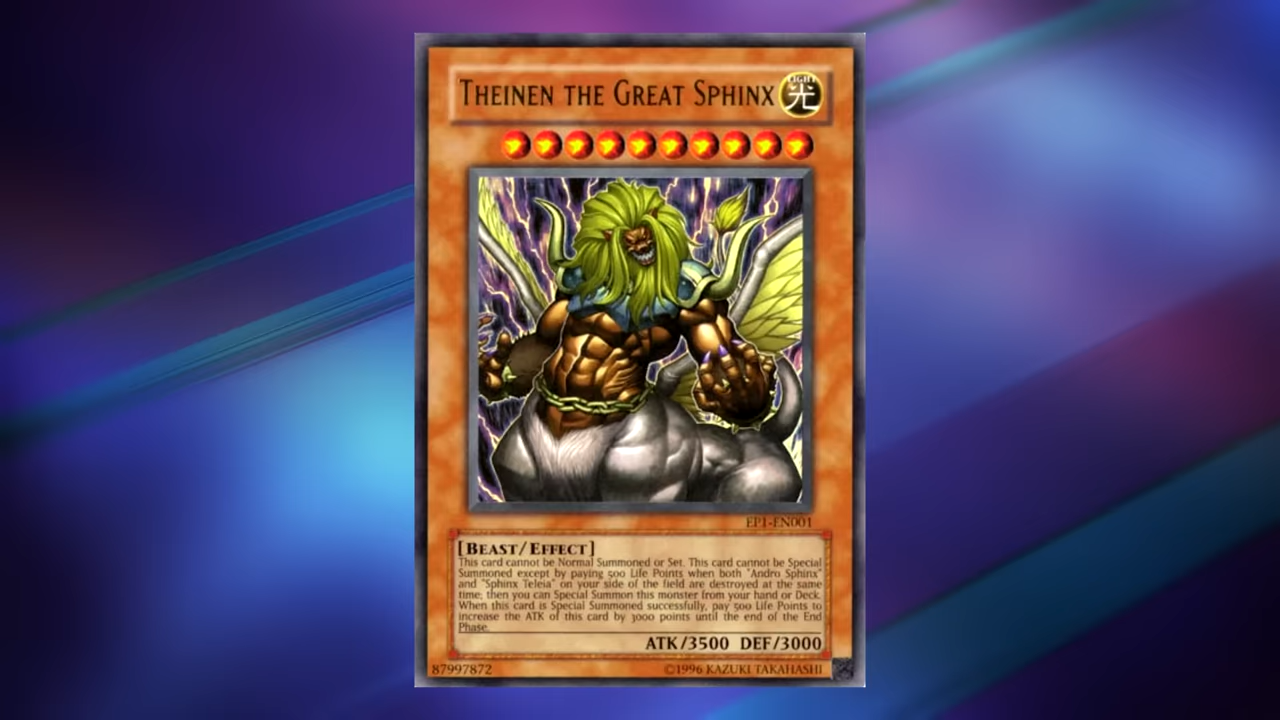 THEINEN THE GREAT SPHINX
LIGHT
光
EP1-EN001
[BEAST/EFFECT]
This card cannot be Normal Summoned or Set. This card cannot be Special
Summoned except by paying 500 Life Points when both "Andro Sphinx"
and "Sphinx Teleia" on your side of the field are destroyed at the same
time; then you can Special Summon this monster from your hand or Deck.
When this card is Special Summoned successfully, pay 500 Life Points to
increase the ATK of this card by 3000 points until the end of the End
Phase.
ATK/3500 DEF/3000
87997872
©1996 KAZUKI TAKAHASHI